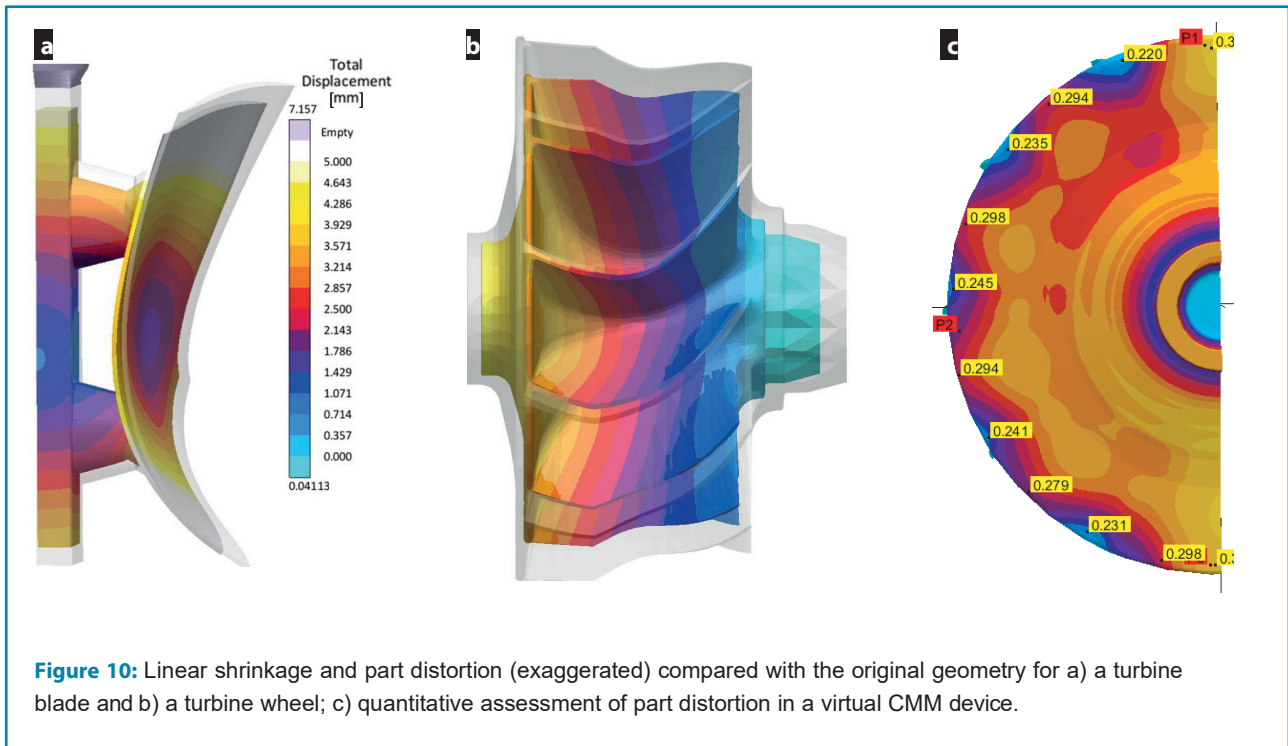 a
Total
Displacement
[mm]
7.157
Empty
5.000
4.643
4.286
3.929
3.571
3.214
2.857
2.500
2.143
1.786
1.429
1.071
0.714
0.357
0.000
0.04113
b
c
P1
0.3
0.220
0.294
0.235
0.298
0.245
P2
0.294
0.241
0.279
0.231
0.298
0.3
Figure 10: Linear shrinkage and part distortion (exaggerated) compared with the original geometry for a) a turbine
blade and b) a turbine wheel; c) quantitative assessment of part distortion in a virtual CMM device.